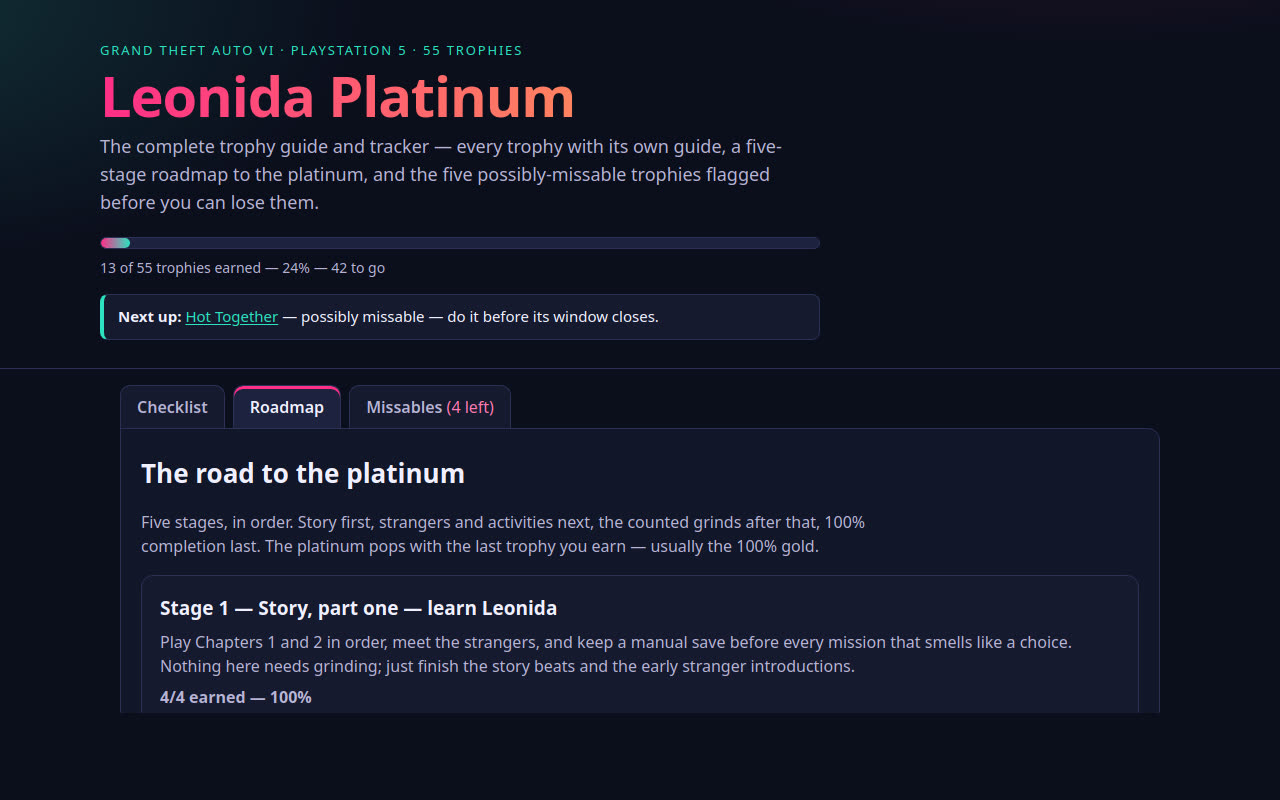 GRAND THEFT AUTO VI · PLAYSTATION 5 · 55 TROPHIES
Leonida Platinum
The complete trophy guide and tracker — every trophy with its own guide, a five-
stage roadmap to the platinum, and the five possibly-missable trophies flagged
before you can lose them.
13 of 55 trophies earned — 24% — 42 to go
Next up: Hot Together — possibly missable — do it before its window closes.
Checklist Roadmap Missables (4 left)
The road to the platinum
Five stages, in order. Story first, strangers and activities next, the counted grinds after that, 100%
completion last. The platinum pops with the last trophy you earn — usually the 100% gold.
Stage 1 — Story, part one — learn Leonida
Play Chapters 1 and 2 in order, meet the strangers, and keep a manual save before every mission that smells like a choice.
Nothing here needs grinding; just finish the story beats and the early stranger introductions.
4/4 earned — 100%